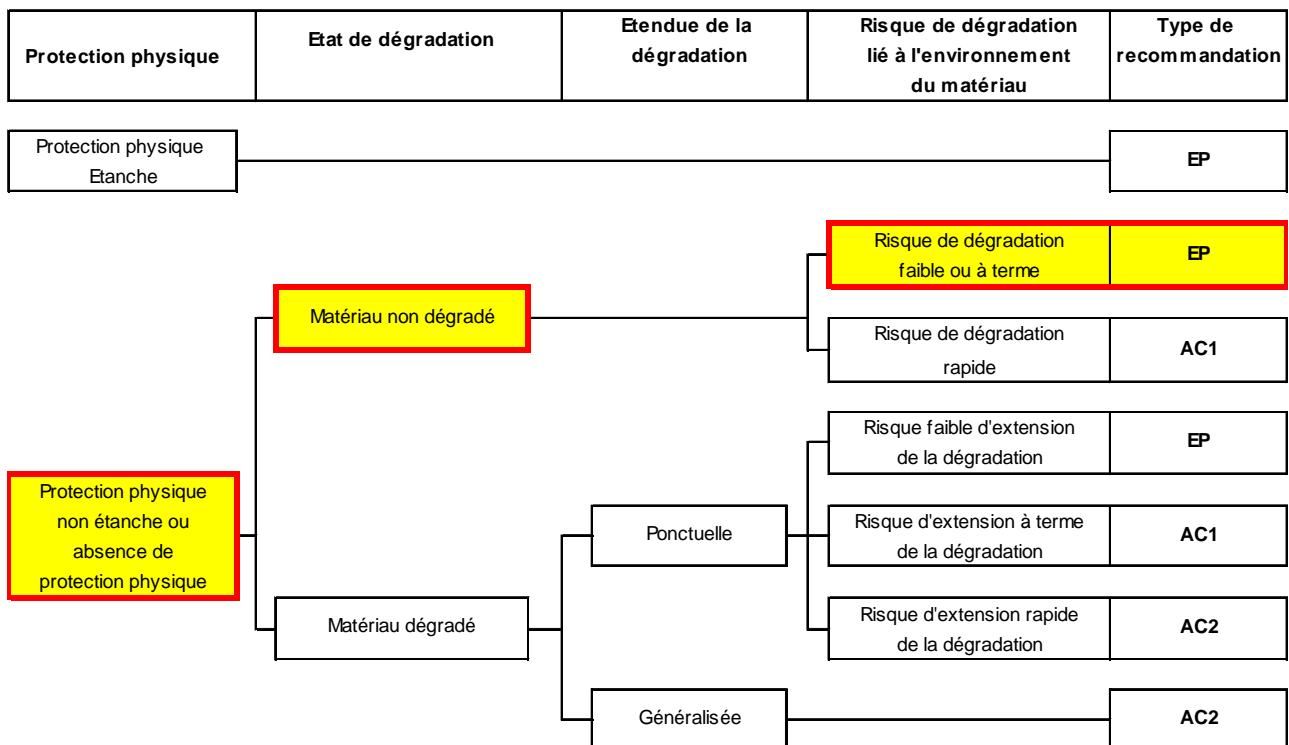 Protection physique
Etat de dégradation
Etendue de la
dégradation
Risque de dégradation
lié à l'environnement
du matériau
Type de
recommandation
Protection physique
Etanche
EP
Risque de dégradation
faible ou à terme
EP
Matériau non dégradé
Risque de dégradation
rapide
AC1
Risque faible d'extension
de la dégradation
EP
Protection physique
non étanche ou
absence de
protection physique
Ponctuelle
Risque d'extension à terme
de la dégradation
AC1
Matériau dégradé
Risque d'extension rapide
de la dégradation
AC2
Généralisée
AC2